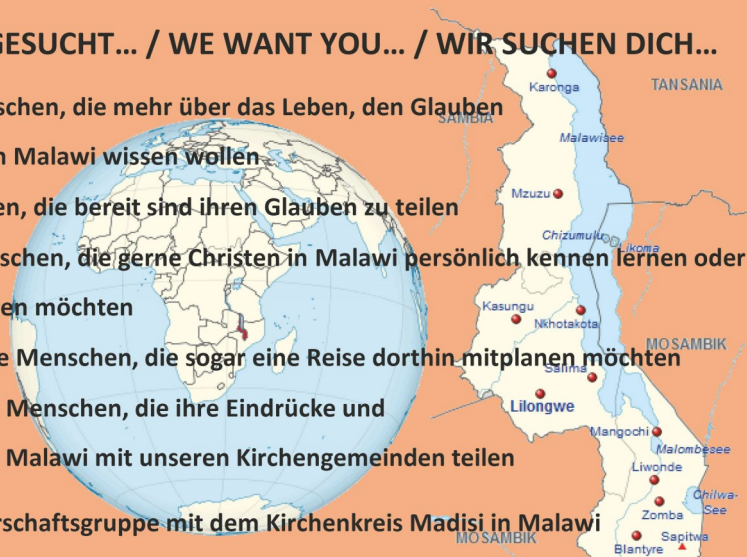 GESUCHT... / WE WANT YOU... / WIR SUCHEN DICH...
schen, die mehr über das Leben, den Glauben
n Malawi wissen wollen
en, die bereit sind ihren Glauben zu teilen
schen, die gerne Christen in Malawi persönlich kennen lernen oder
en möchten
e Menschen, die sogar eine Reise dorthin mitplanen möchten
Menschen, die ihre Eindrücke und
Malawi mit unseren Kirchengemeinden teilen
rschaftsgruppe mit dem Kirchenkreis Madisi in Malawi
Karonga
TANSANIA
SAMBIA
Malawisee
Mzuzu
Chizumulu
Likoma
Kasungu
Nkhotakota
MOSAMBIK
Salima
Lilongwe
Mangochi
Malombesee
Liwonde
Chilwa-
See
Zomba
MOSAMBIK
Sapitwa
Blantyre